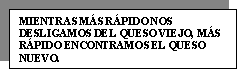 MIENTRAS MÁS RÁPIDO NOS
DESLIGAMOS DEL QUESO VIEJO, MÁS
RÁPIDO ENCONTRAMOS EL QUESO
NUEVO.